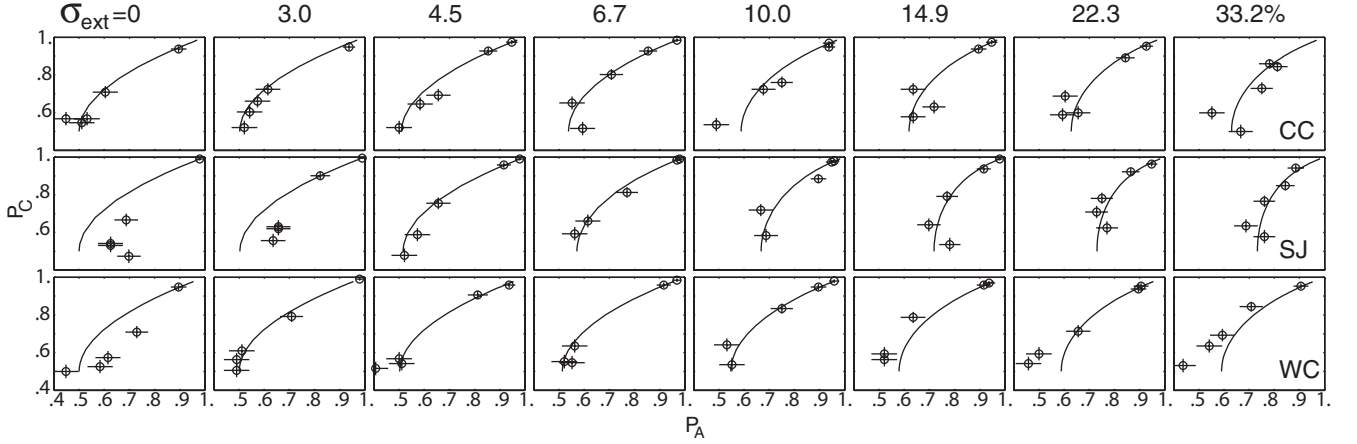 σext=0 3.0 4.5 6.7 10.0 14.9 22.3 33.2%
1.
.8
.6
CC
1.
.8
.6
SJ
PC
1.
.8
.6
.4
WC
.4 .5 .6 .7 .8 .9 1. .5 .6 .7 .8 .9 1. .5 .6 .7 .8 .9 1. .5 .6 .7 .8 .9 1. .5 .6 .7 .8 .9 1. .5 .6 .7 .8 .9 1. .5 .6 .7 .8 .9 1. .5 .6 .7 .8 .9 1.
PA